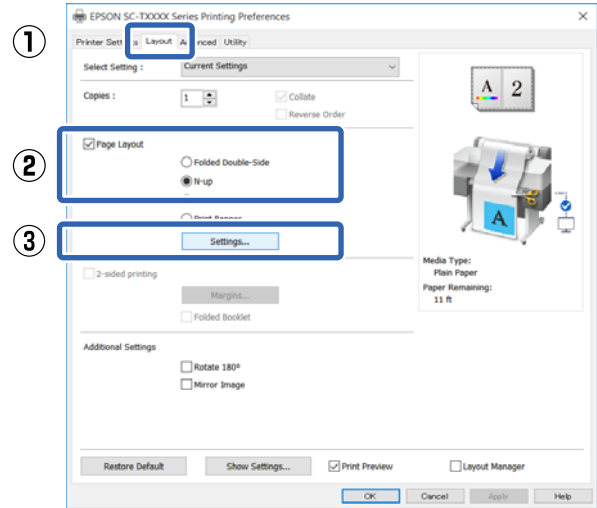 EPSON SC-TXXXX Series Printing Preferences
①
Layout
Utility
Select Setting :
Current Settings
Copies :
1
Collate
Reverse Order
A 2
②
Page Layout
Folded Double-Side
N-up
A
③
Settings...
Media Type:
Plain Paper
Paper Remaining:
11 ft
2-sided printing
Margins...
Folded Booklet
Additional Settings
Rotate 180°
Mirror Image
Restore Default
Show Settings...
Print Preview
Layout Manager
OK
Cancel
Apply
Help